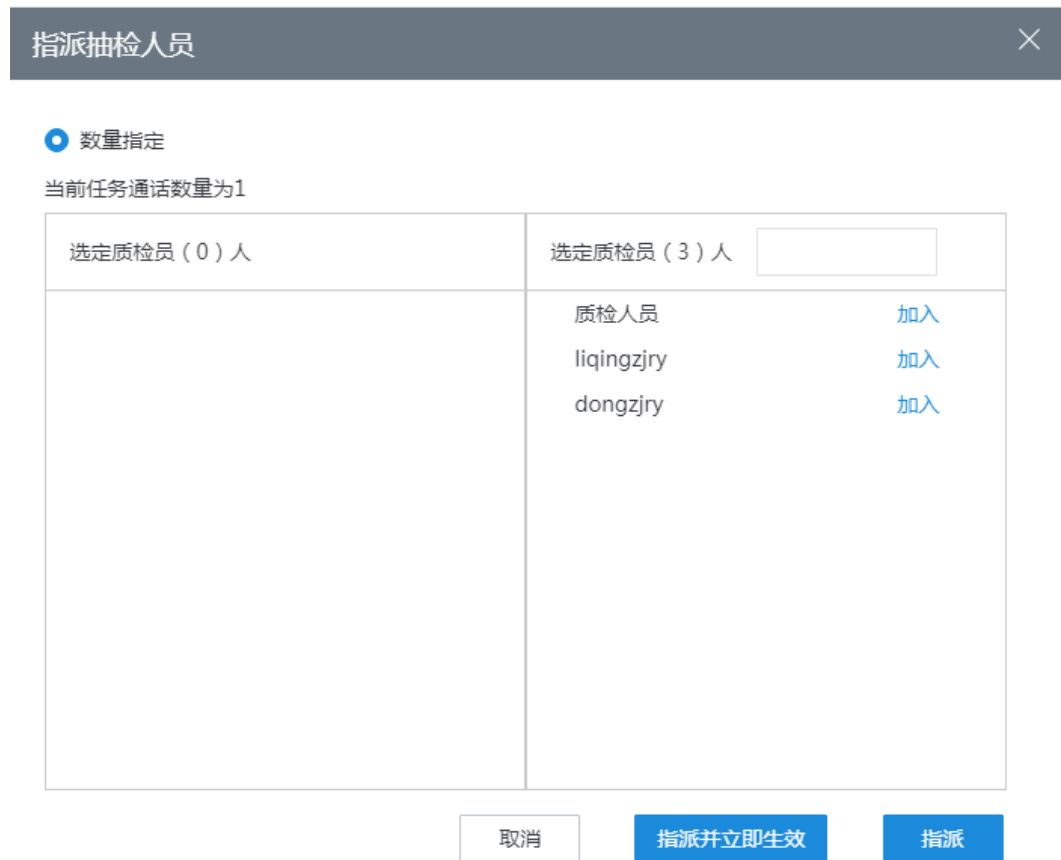 指派抽检人员
数量指定
当前任务通话数量为1
选定质检员（0）人
选定质检员（3）人
质检人员 加入
liqingzjry 加入
dongzjry 加入
取消 指派并立即生效 指派